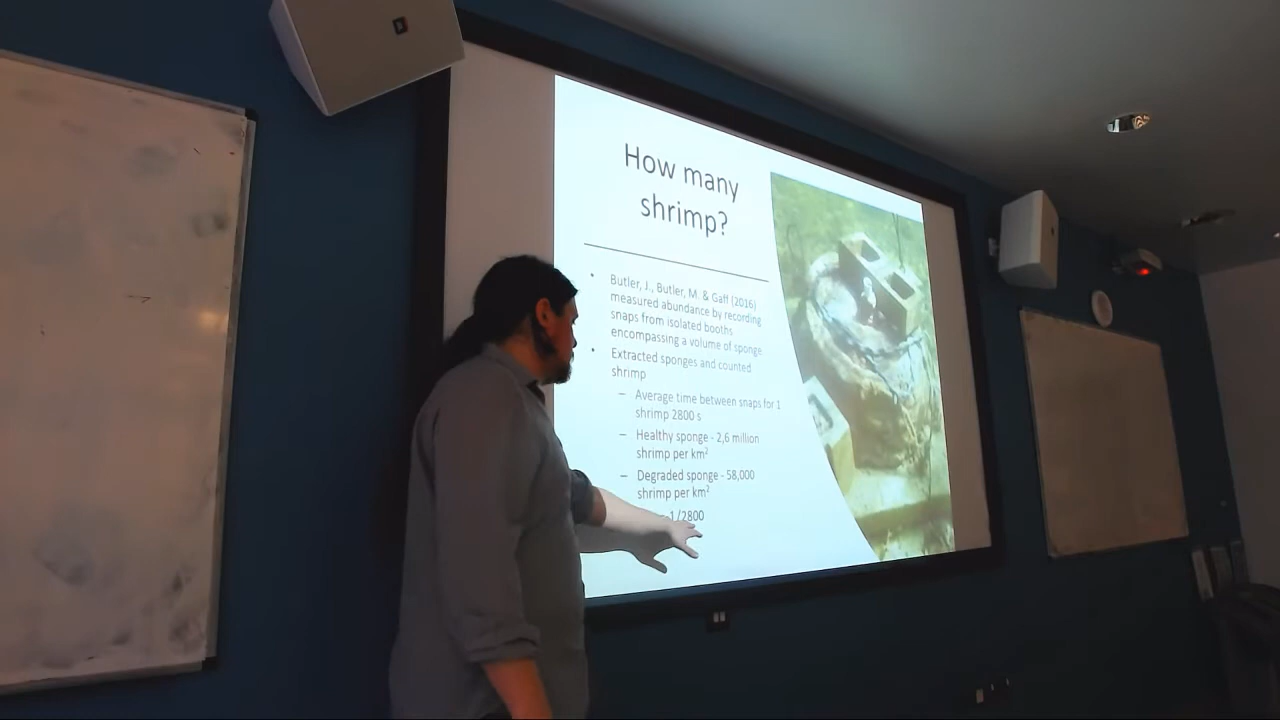 How many
shrimp?
• Butler, J., Butler, M. & Gaff (2016)
measured abundance by recording
snaps from isolated booths
encompassing a volume of sponge
• Extracted sponges and counted
shrimp
– Average time between snaps for 1
shrimp 2800 s
– Healthy sponge - 2,6 million
shrimp per km²
– Degraded sponge - 58,000
shrimp per km²
1/2800